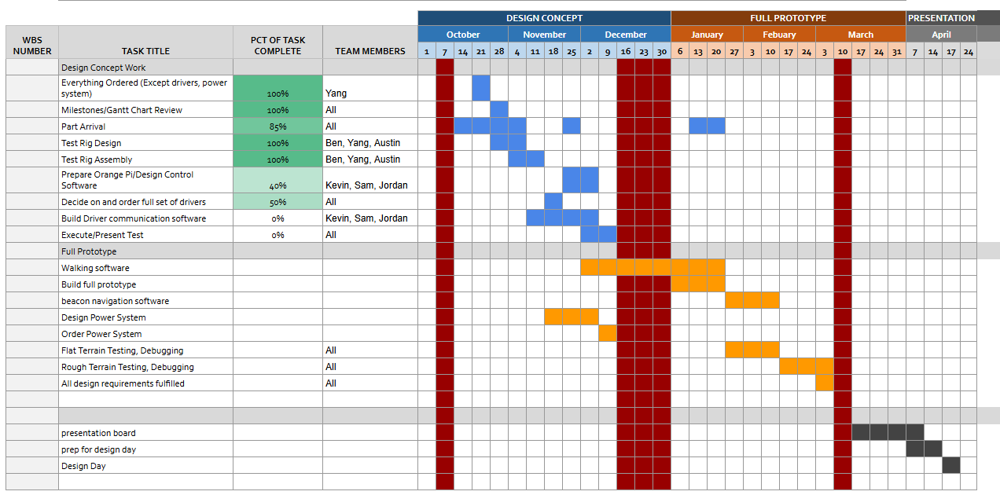 DESIGN CONCEPT FULL PROTOTYPE PRESENTATION
October November December January Febuary March April
WBS NUMBER TASK TITLE PCT OF TASK COMPLETE TEAM MEMBERS 1 7 14 21 28 4 11 18 25 2 9 16 23 30 6 13 20 27 3 10 17 24 3 10 17 24 31 7 14 17 24
Design Concept Work
Everything Ordered (Except drivers, power
system) 100% Yang
Milestones/Gantt Chart Review 100% All
Part Arrival 85% All
Test Rig Design 100% Ben, Yang, Austin
Test Rig Assembly 100% Ben, Yang, Austin
Prepare Orange Pi/Design Control
Software 40% Kevin, Sam, Jordan
Decide on and order full set of drivers 50% All
Build Driver communication software 0% Kevin, Sam, Jordan
Execute/Present Test 0% All
Full Prototype
Walking software
Build full prototype
beacon navigation software
Design Power System
Order Power System
Flat Terrain Testing, Debugging All
Rough Terrain Testing, Debugging All
All design requirements fulfilled All
presentation board
prep for design day
Design Day